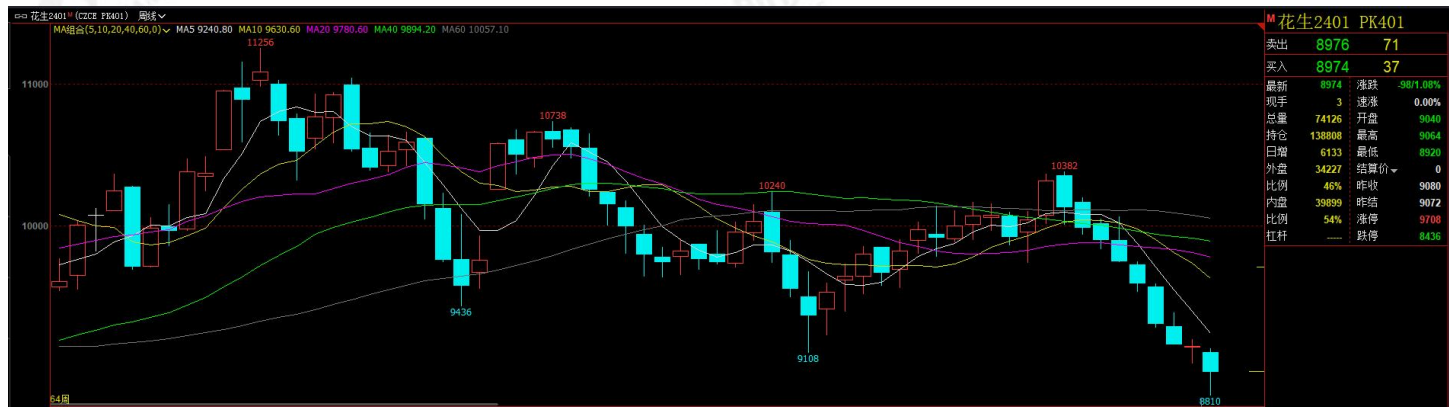 花生2401 M (CZCE PK401) 周线
MA组合(5,10,20,40,60,0) MA5 9240.80 MA10 9630.60 MA20 9780.60 MA40 9894.20 MA60 10057.10
11256
11000
10738
10382
10240
10000
9436
9108
8810
64周
M 花生2401 PK401
卖出 8976 71
买入 8974 37
最新 8974 涨跌 -98/1.08%
现手 3 速涨 0.00%
总量 74126 开盘 9040
持仓 138808 最高 9064
日增 6133 最低 8920
外盘 34227 结算价 0
比例 46% 昨收 9080
内盘 39899 昨结 9072
比例 54% 涨停 9708
杠杆 —— 跌停 8436